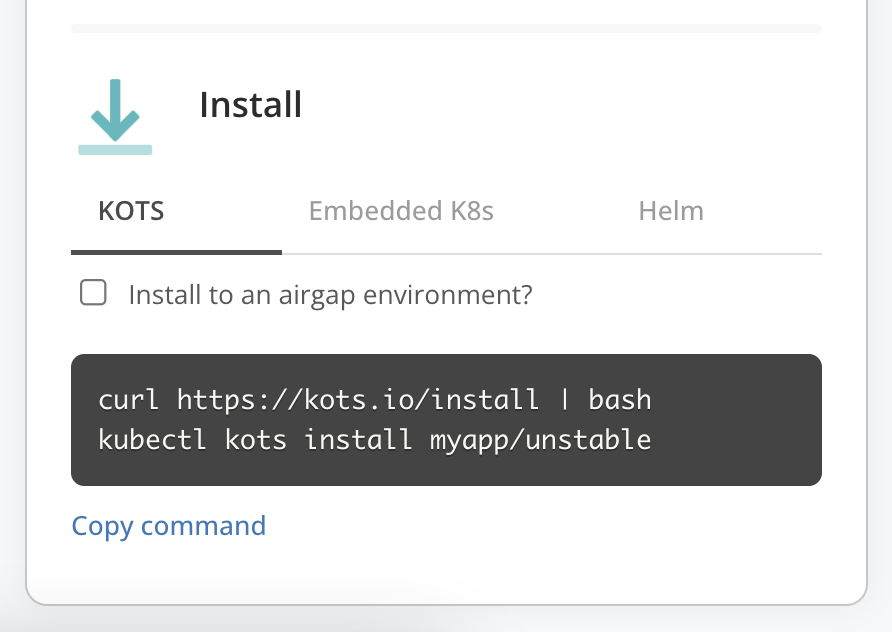 Install
KOTS
Embedded K8s
Helm
Install to an airgap environment?
curl https://kots.io/install | bash
kubectl kots install myapp/unstable
Copy command